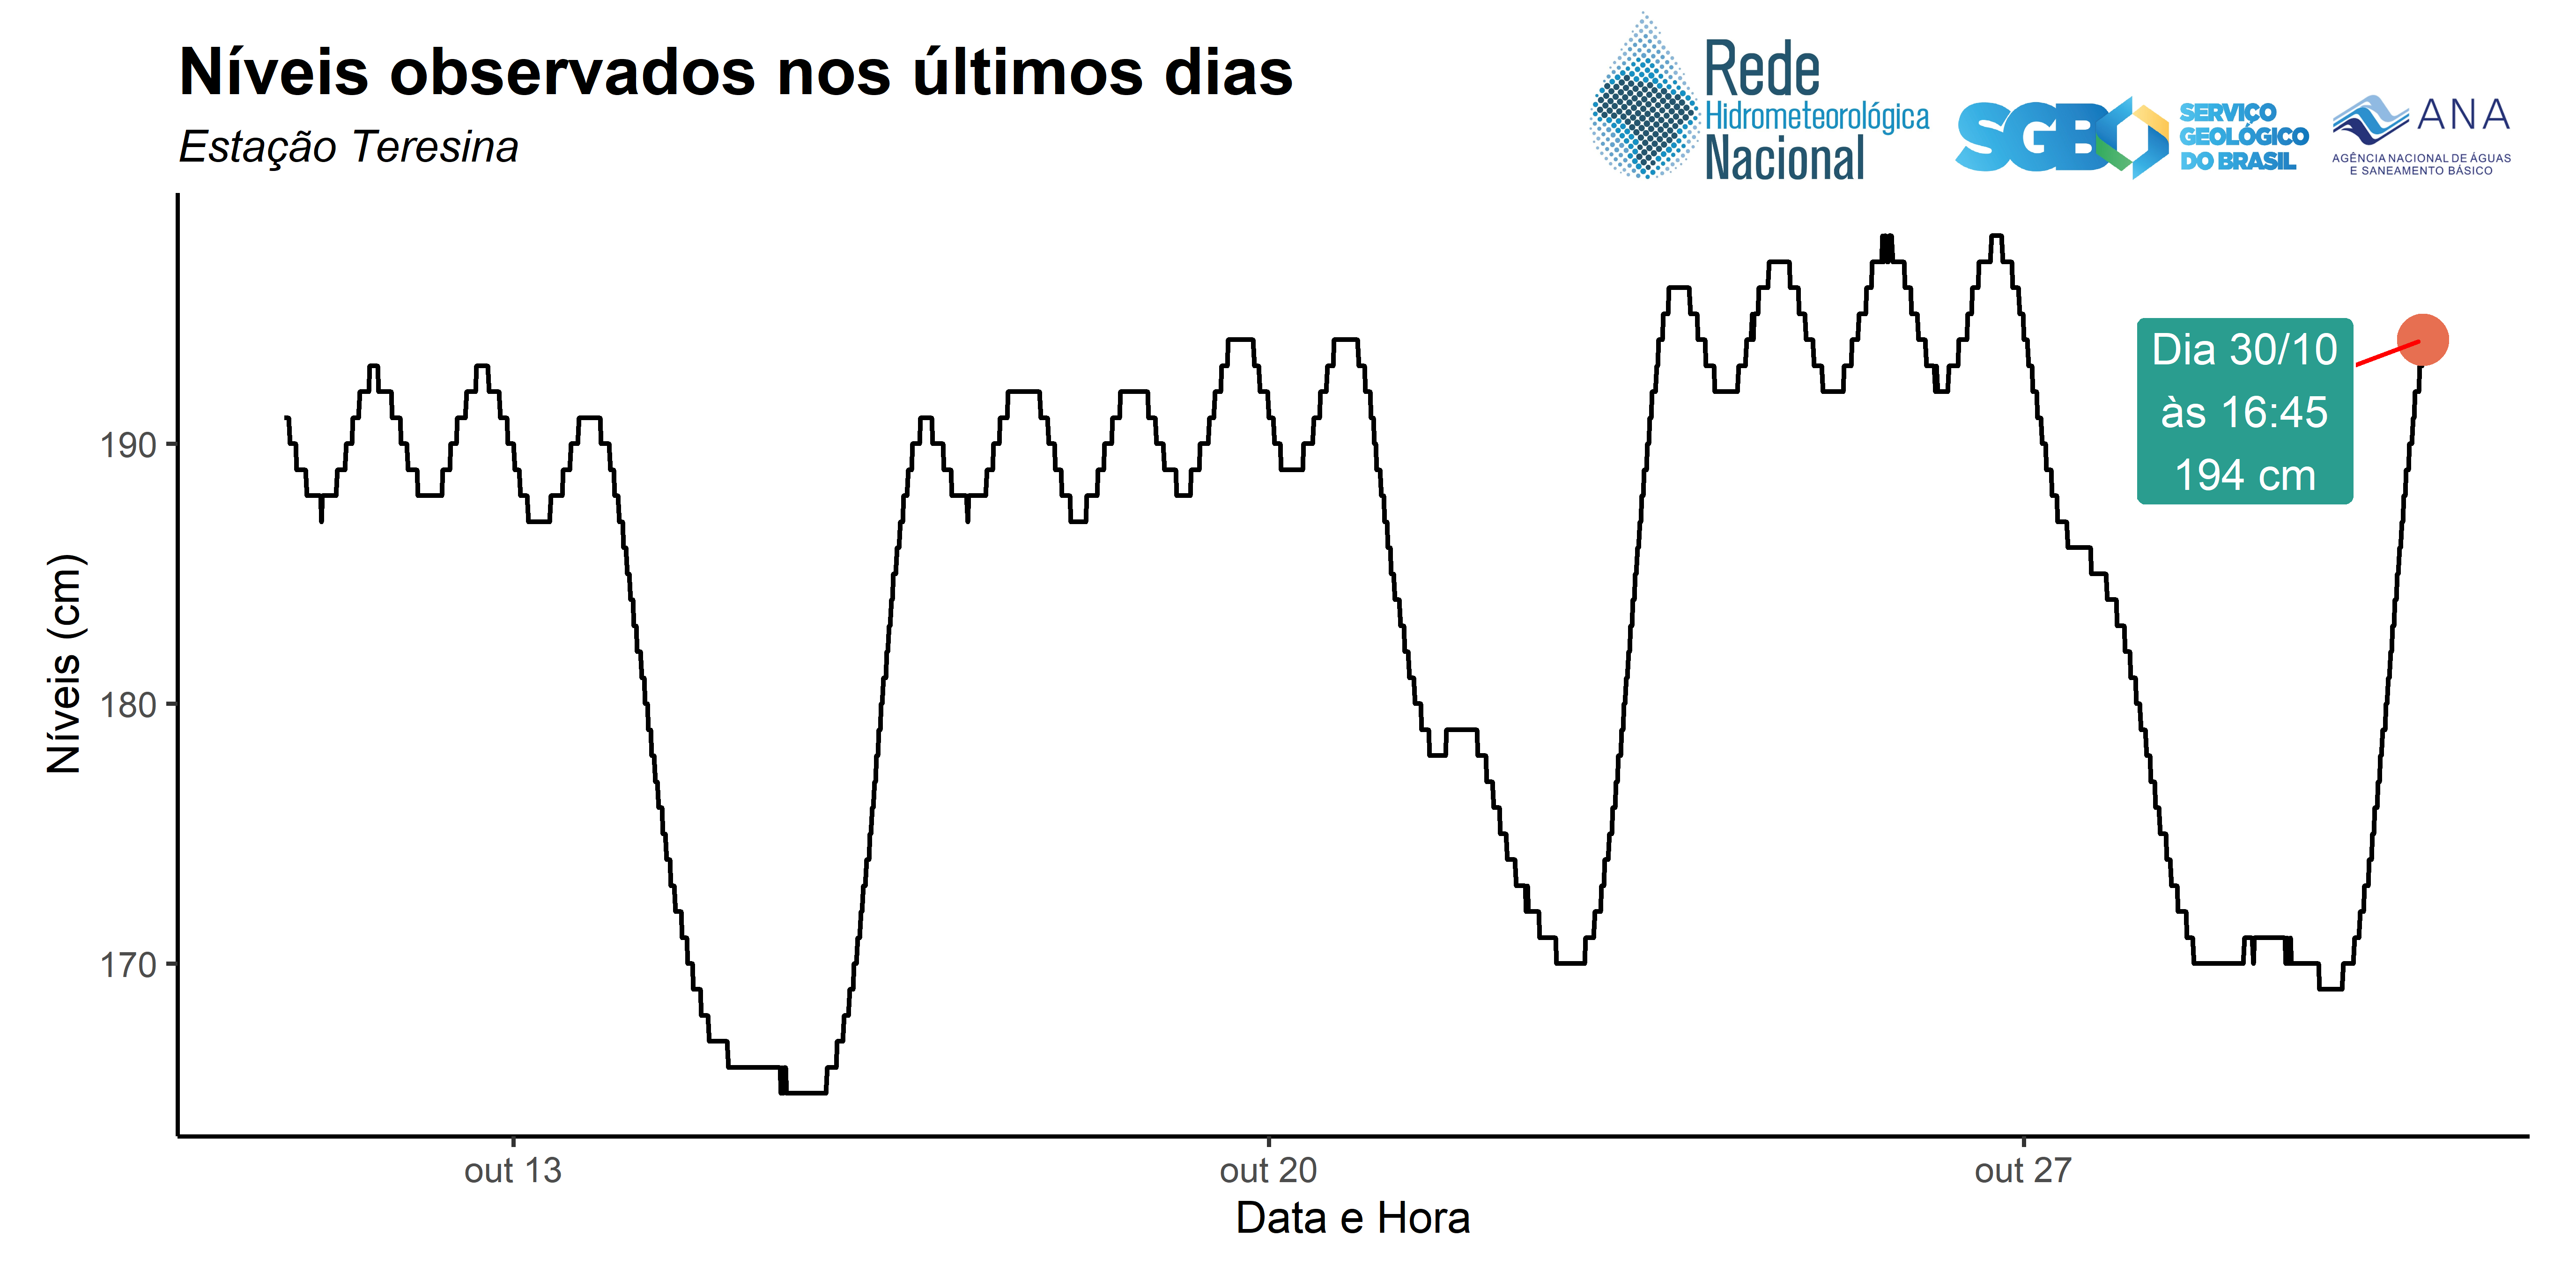 Níveis observados nos últimos dias
Estação Teresina
Rede
Hidrometeorológica
Nacional
SGB
SERVIÇO
GEOLÓGICO
DO BRASIL
ANA
AGÊNCIA NACIONAL DE ÁGUAS
E SANEAMENTO BÁSICO
Níveis (cm)
190
180
170
Dia 30/10
às 16:45
194 cm
out 13
out 20
out 27
Data e Hora